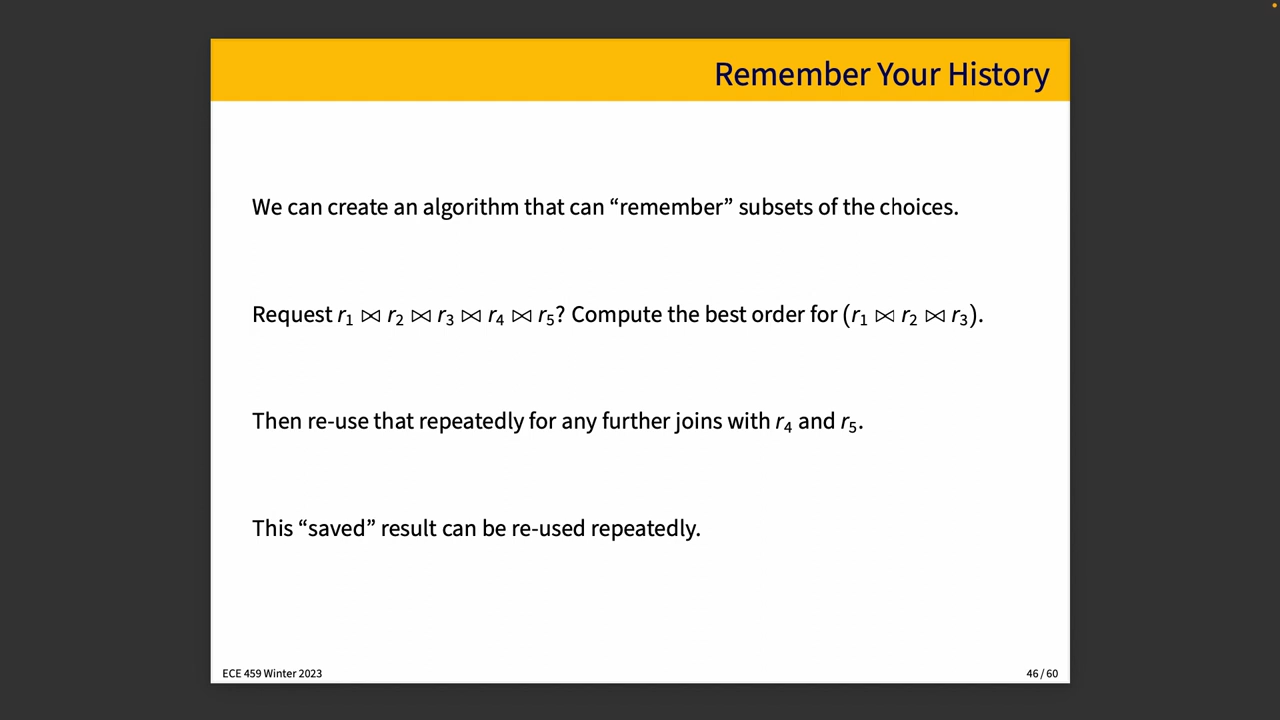 Remember Your History
We can create an algorithm that can “remember” subsets of the choices.
Request r₁ ⋈ r₂ ⋈ r₃ ⋈ r₄ ⋈ r₅? Compute the best order for (r₁ ⋈ r₂ ⋈ r₃).
Then re-use that repeatedly for any further joins with r₄ and r₅.
This “saved” result can be re-used repeatedly.
ECE 459 Winter 2023
46 / 60